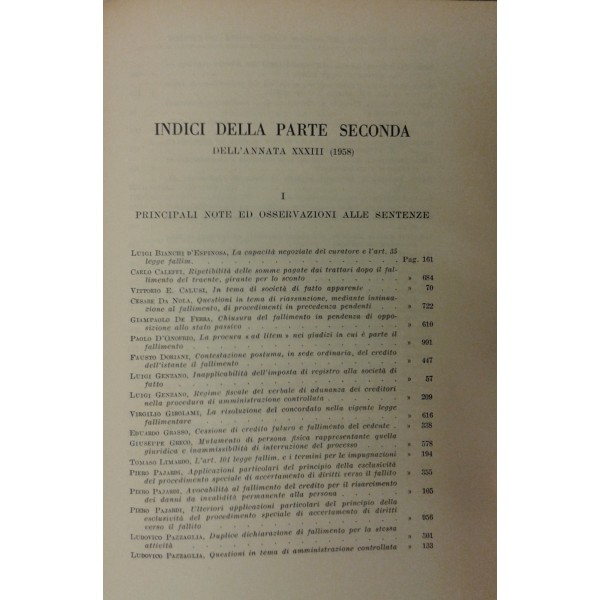 INDICI DELLA PARTE SECONDA
DELL'ANNATA XXXIII (1958)
I
PRINCIPALI NOTE ED OSSERVAZIONI ALLE SENTENZE
LUIGI BIANCHI D'ESPINOSA, La capacità negoziale del curatore e l'art. 35
legge fallim. Pag. 161
CARLO CALEFFI, Ripetibilità delle somme pagate dai trattari dopo il fal-
limento del traente, girante per lo sconto » 684
VITTORIO E. CALUSI, In tema di società di fatto apparente » 70
CESARE DA NOLA, Questioni in tema di riassunzione, mediante insinua-
zione al fallimento, di procedimenti in precedenza pendenti » 722
GIAMPAOLO DE FERRA, Chiusura del fallimento in pendenza di oppo-
sizione allo stato passivo » 610
PAOLO D'ONOFRIO, La procura « ad litem » nei giudizi in cui è parte il
fallimento » 991
FAUSTO DORIANI, Contestazione postuma, in sede ordinaria, del credito
dell'istante il fallimento » 447
LUIGI GENZANO, Inapplicabilità dell'imposta di registro alla società di
fatto » 57
LUIGI GENZANO, Regime fiscale del verbale di adunanza dei creditori
nella procedura di amministrazione controllata » 209
VIRGILIO GIROLAMI, La risoluzione del concordato nella vigente legge
fallimentare » 616
EDUARDO GRASSO, Cessione di credito futuro e fallimento del cedente » 338
GIUSEPPE GRECO, Mutamento di persona fisica rappresentante quella
giuridica e inammissibilità di interruzione del processo » 578
TOMASO LIMARDO, L'art. 101 legge fallim. e i termini per le impugnazioni » 194
PIERO PAJARDI, Applicazioni particolari del principio della esclusività
del procedimento speciale di accertamento di diritti verso il fallito » 355
PIERO PAJARDI, Avocabilità al fallimento del credito per il risarcimento
dei danni da invalidità permanente alla persona » 105
PIERO PAJARDI, Ulteriori applicazioni particolari del principio della
esclusività del procedimento speciale di accertamento di diritti
verso il fallito » 936
LUDOVICO PAZZAGLIA, Duplice dichiarazione di fallimento per la stessa
attività » 591
LUDOVICO PAZZAGLIA, Questioni in tema di amministrazione controllata » 133